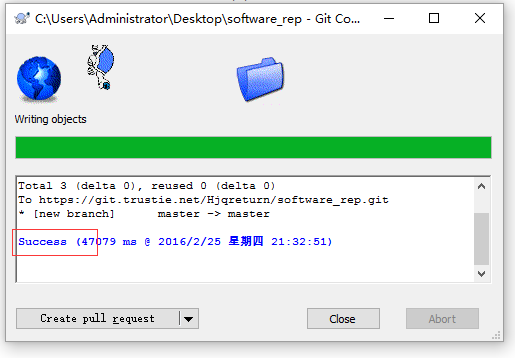 C:\Users\Administrator\Desktop\software_rep - Git Co...
Writing objects
Total 3 (delta 0), reused 0 (delta 0)
To https://git.trustie.net/Hjqreturn/software_rep.git
* [new branch] master -> master
Success (47079 ms @ 2016/2/25 星期四 21:32:51)
Create pull request Close Abort